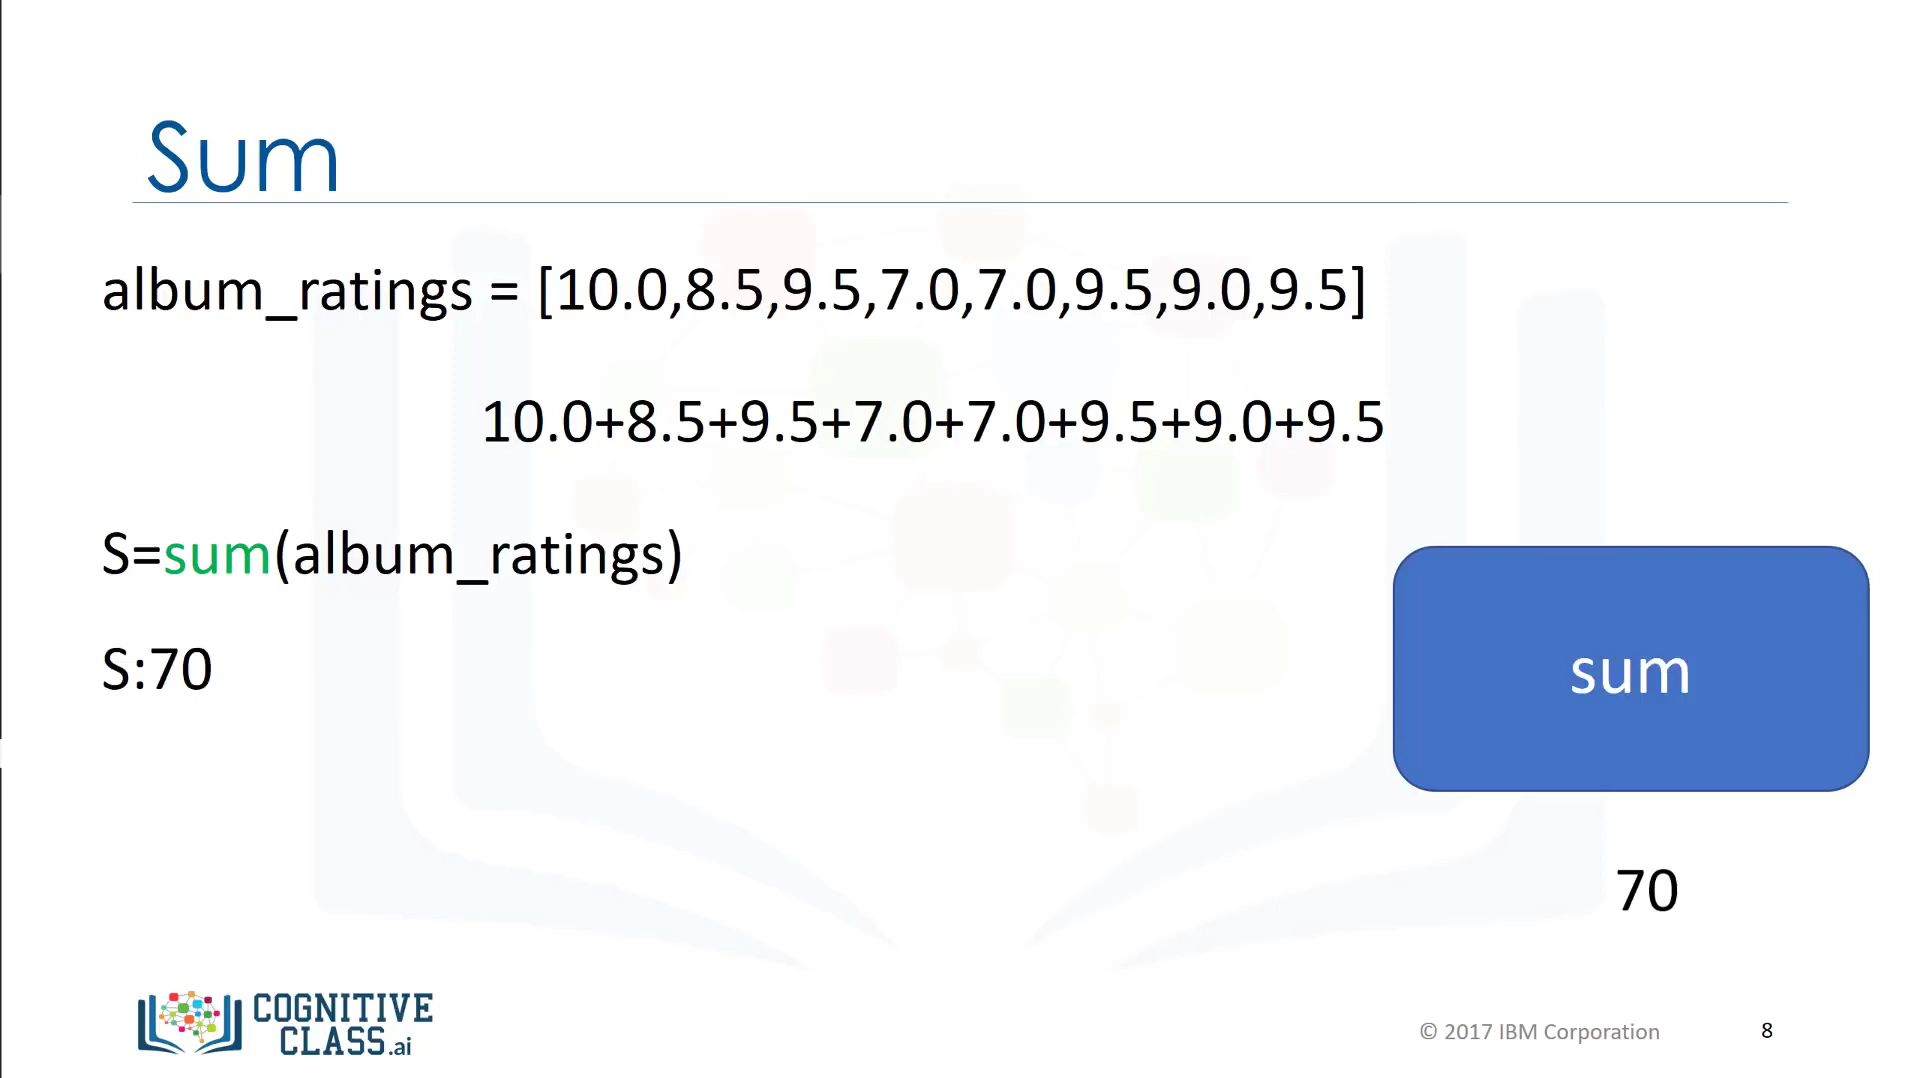 Sum
album_ratings = [10.0,8.5,9.5,7.0,7.0,9.5,9.0,9.5]
10.0+8.5+9.5+7.0+7.0+9.5+9.0+9.5
S=sum(album_ratings)
S:70
sum
70
COGNITIVE
CLASS.ai
© 2017 IBM Corporation
8